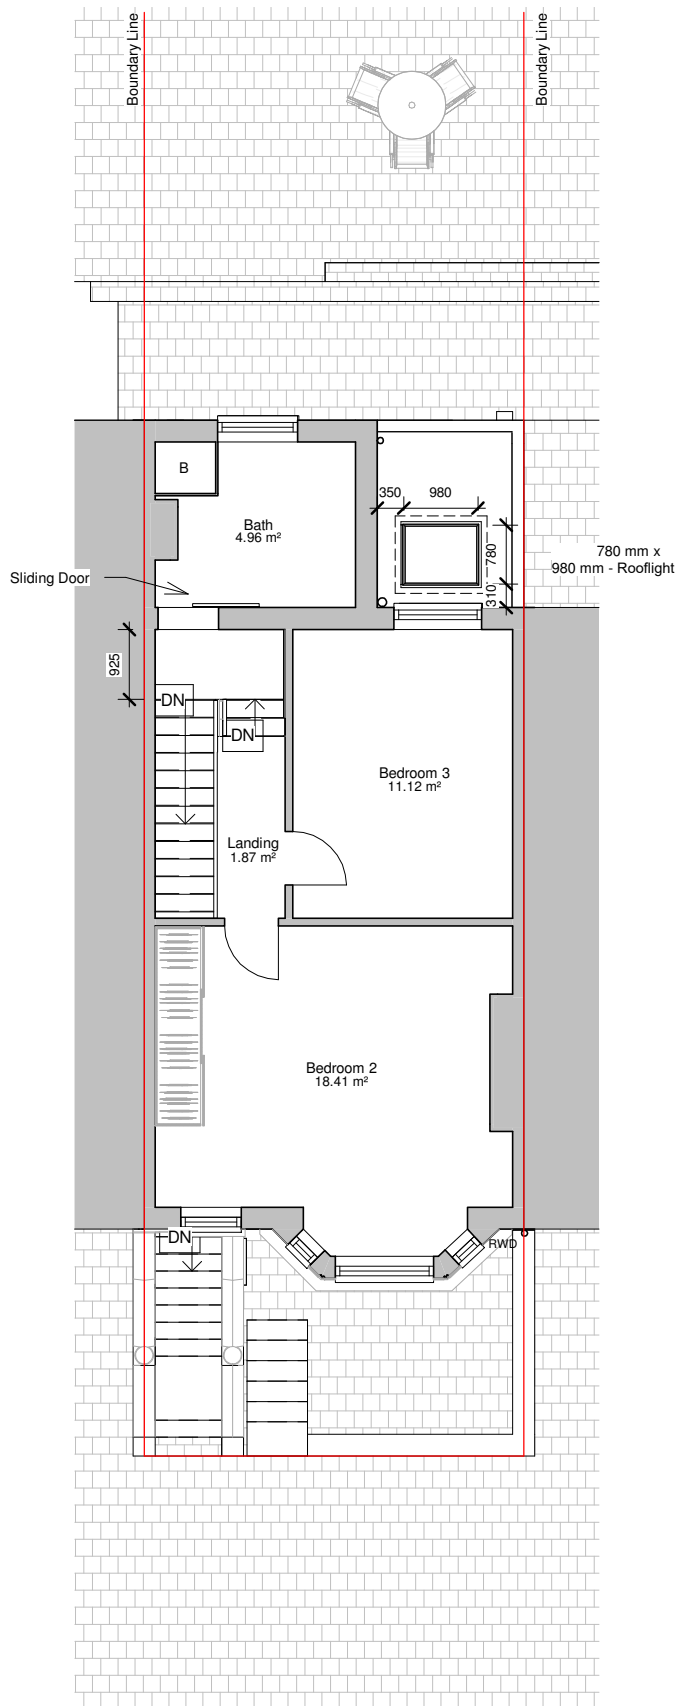 Boundary Line
Boundary Line
B
Bath
4.96 m²
350
980
780
310
780 mm x
980 mm - Rooflight
Sliding Door
925
DN
DN
Bedroom 3
11.12 m²
Landing
1.87 m²
Bedroom 2
18.41 m²
DN
RWD